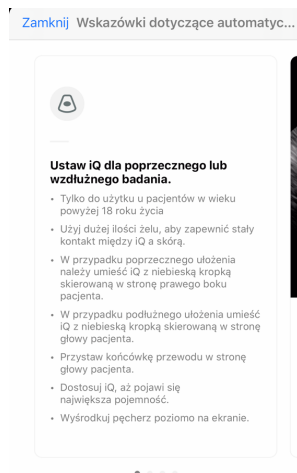 Zamknij Wskazówki dotyczące automatyc...
Ustaw iQ dla poprzecznego lub
wzdłużnego badania.
• Tylko do użytku u pacjentów w wieku
powyżej 18 roku życia
• Użyj dużej ilości żelu, aby zapewnić stały
kontakt między iQ a skórą.
• W przypadku poprzecznego ułożenia
należy umieść iQ z niebieską kropką
skierowaną w stronę prawego boku
pacjenta.
• W przypadku podłużnego ułożenia umieść
iQ z niebieską kropką skierowaną w stronę
głowy pacjenta.
• Przystaw końcówkę przewodu w stronę
głowy pacjenta.
• Dostosuj iQ, aż pojawi się
największa pojemność.
• Wyśrodkuj pęcherz poziomo na ekranie.